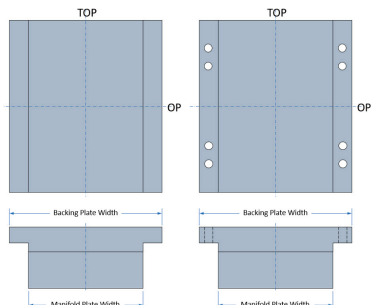 TOP
TOP
OP
OP
Backing Plate Width
Backing Plate Width
Manifold Plate Width
Manifold Plate Width